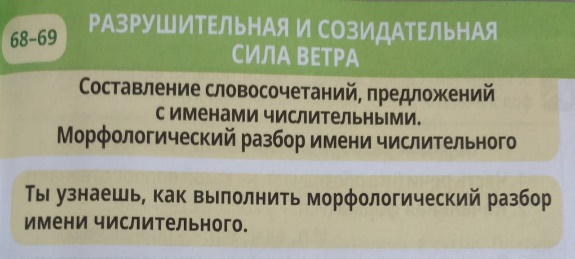 68–69
РАЗРУШИТЕЛЬНАЯ И СОЗИДАТЕЛЬНАЯ
СИЛА ВЕТРА
Составление словосочетаний, предложений
с именами числительными.
Морфологический разбор имени числительного
Ты узнаешь, как выполнить морфологический разбор
имени числительного.